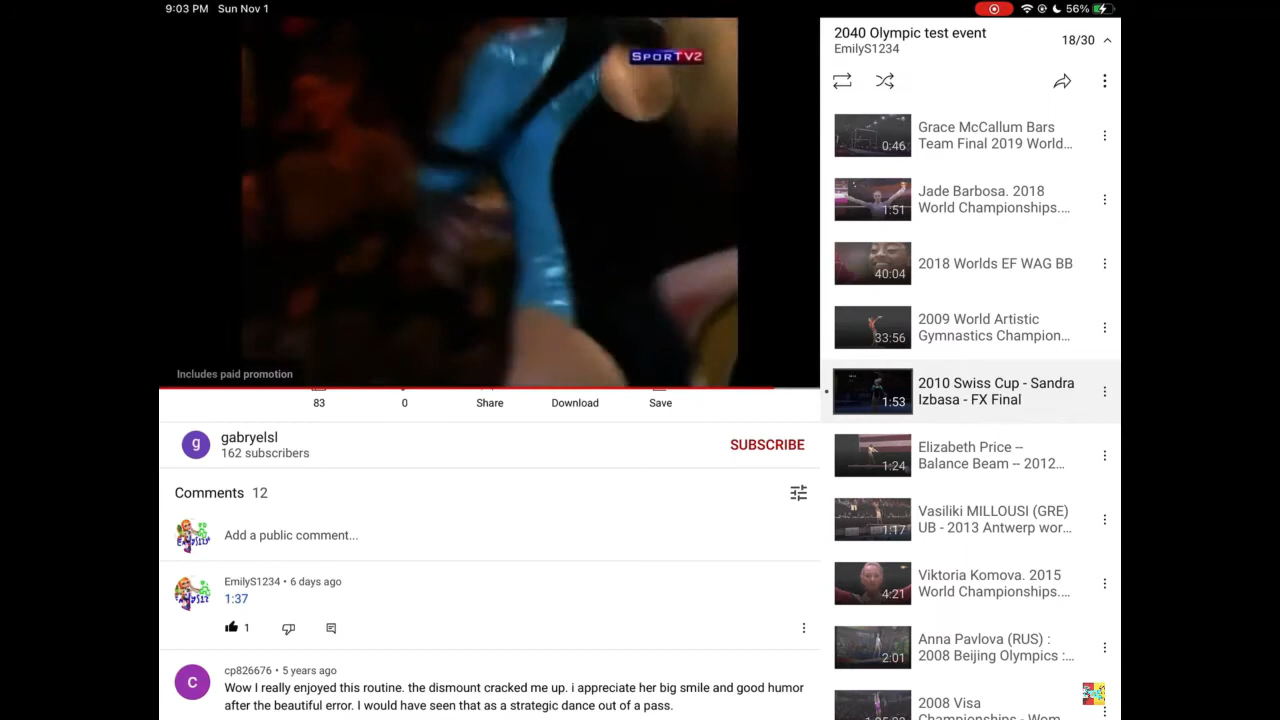 9:03 PM Sun Nov 1
56%
SPORTV2
Includes paid promotion
83
0
Share
Download
Save
g
gabryelsl
162 subscribers
SUBSCRIBE
Comments 12
Add a public comment...
EmilyS1234 • 6 days ago
1:37
1
c
cp826676 • 5 years ago
Wow I really enjoyed this routine. the dismount cracked me up. i appreciate her big smile and good humor
after the beautiful error. I would have seen that as a strategic dance out of a pass.
2040 Olympic test event
EmilyS1234
18/30
0:46
Grace McCallum Bars
Team Final 2019 World...
1:51
Jade Barbosa. 2018
World Championships....
40:04
2018 Worlds EF WAG BB
33:56
2009 World Artistic
Gymnastics Champion...
1:53
2010 Swiss Cup - Sandra
Izbasa - FX Final
1:24
Elizabeth Price --
Balance Beam -- 2012...
1:17
Vasiliki MILLOUSI (GRE)
UB - 2013 Antwerp wor...
4:21
Viktoria Komova. 2015
World Championships....
2:01
Anna Pavlova (RUS) :
2008 Beijing Olympics :...
2008 Visa
Championships - Wom...